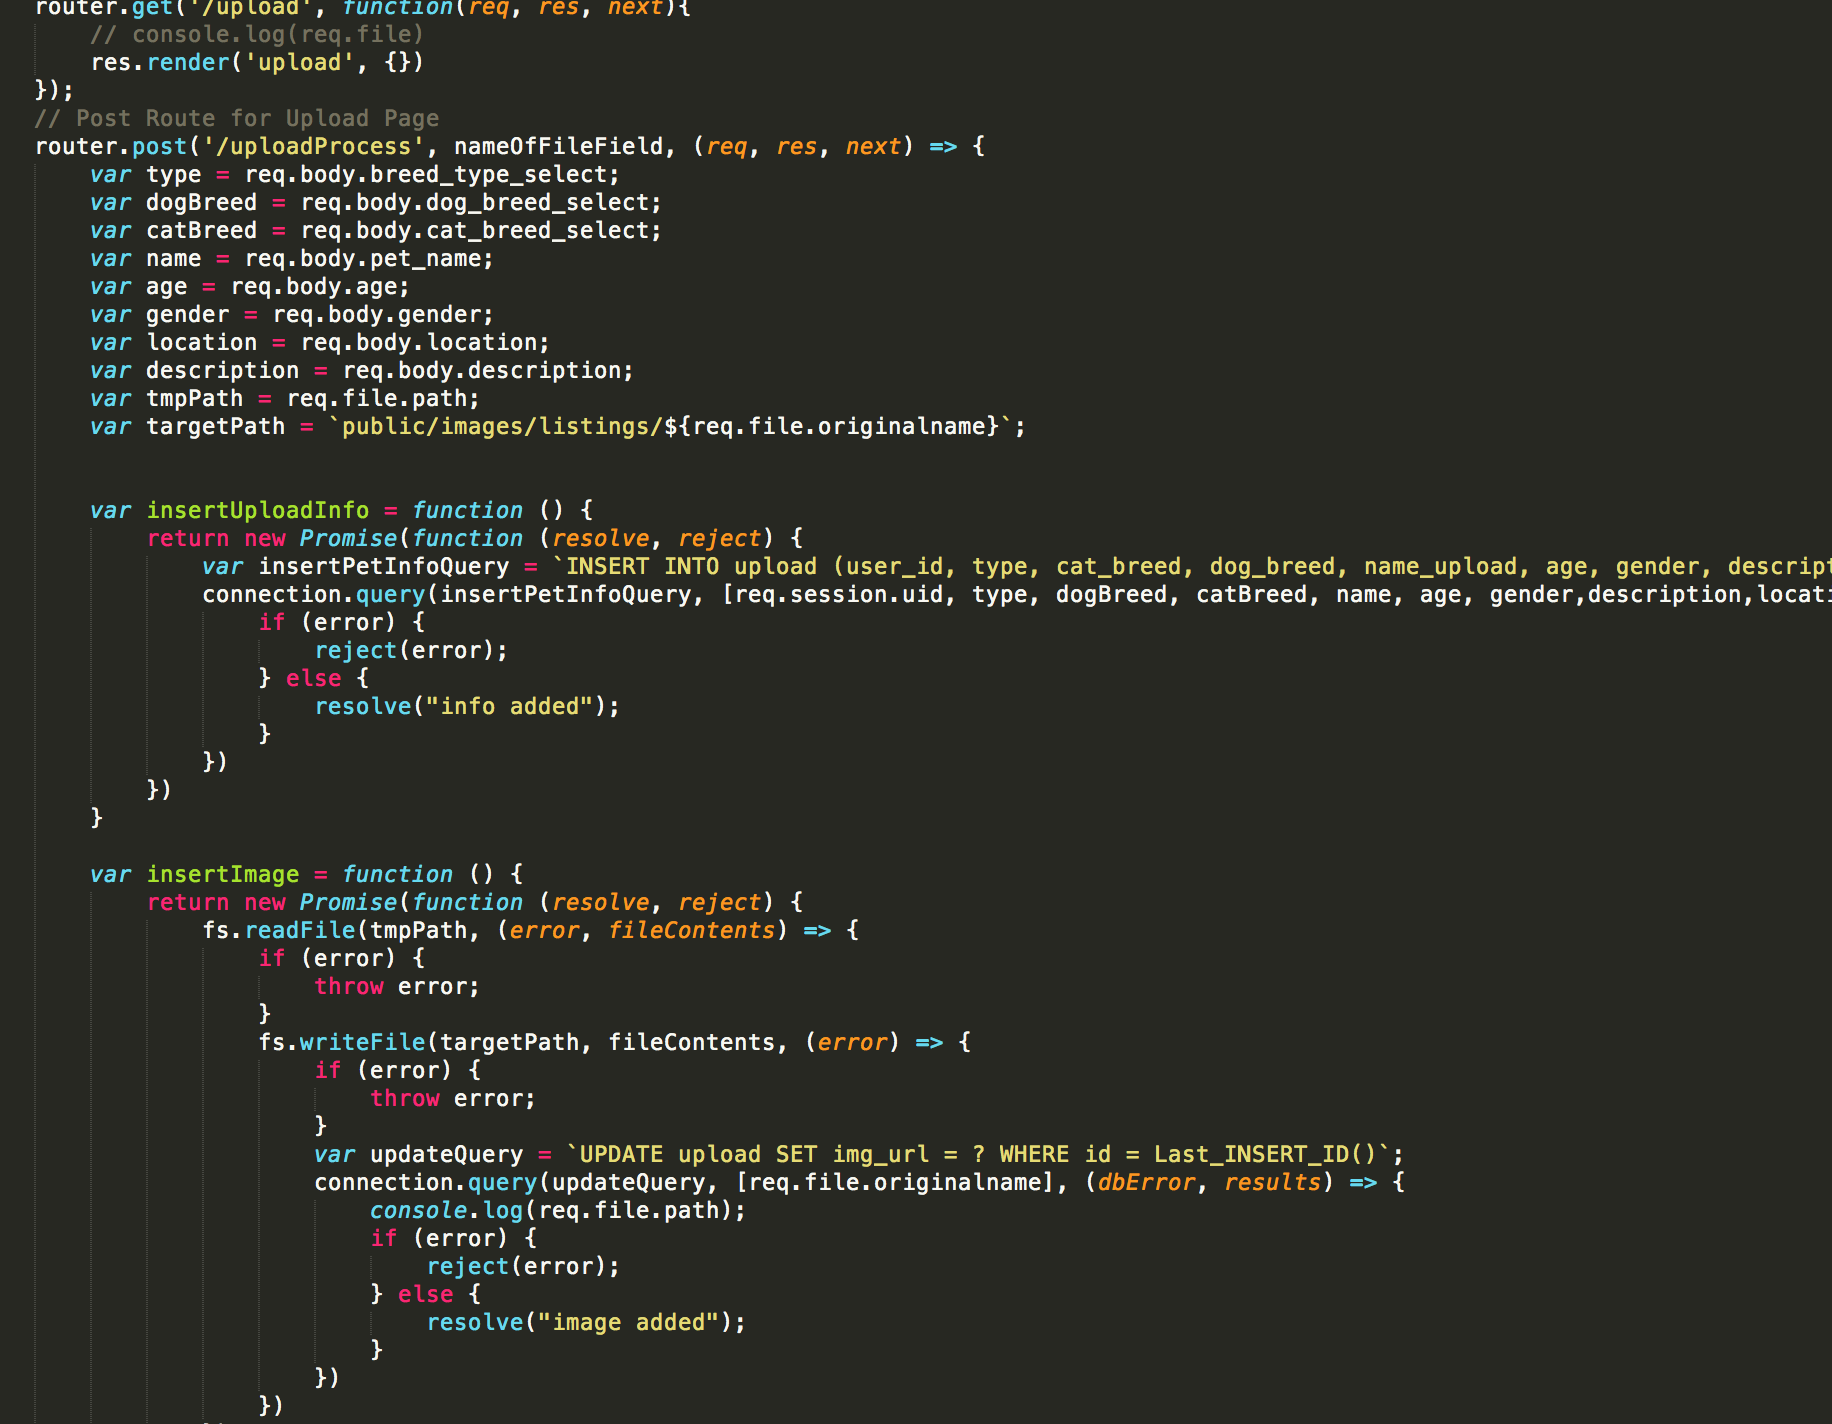 router.get('/upload', function(req, res, next){
    // console.log(req.file)
    res.render('upload', {})
});
// Post Route for Upload Page
router.post('/uploadProcess', nameOfFileField, (req, res, next) => {
    var type = req.body.breed_type_select;
    var dogBreed = req.body.dog_breed_select;
    var catBreed = req.body.cat_breed_select;
    var name = req.body.pet_name;
    var age = req.body.age;
    var gender = req.body.gender;
    var location = req.body.location;
    var description = req.body.description;
    var tmpPath = req.file.path;
    var targetPath = `public/images/listings/${req.file.originalname}`;
    var insertUploadInfo = function () {
        return new Promise(function (resolve, reject) {
            var insertPetInfoQuery = `INSERT INTO upload (user_id, type, cat_breed, dog_breed, name_upload, age, gender, descript
            connection.query(insertPetInfoQuery, [req.session.uid, type, dogBreed, catBreed, name, age, gender,description,locati
                if (error) {
                    reject(error);
                } else {
                    resolve("info added");
                }
            })
        })
    }
    var insertImage = function () {
        return new Promise(function (resolve, reject) {
            fs.readFile(tmpPath, (error, fileContents) => {
                if (error) {
                    throw error;
                }
                fs.writeFile(targetPath, fileContents, (error) => {
                    if (error) {
                        throw error;
                    }
                    var updateQuery = `UPDATE upload SET img_url = ? WHERE id = Last_INSERT_ID()`;
                    connection.query(updateQuery, [req.file.originalname], (dbError, results) => {
                        console.log(req.file.path);
                        if (error) {
                            reject(error);
                        } else {
                            resolve("image added");
                        }
                    })
                })